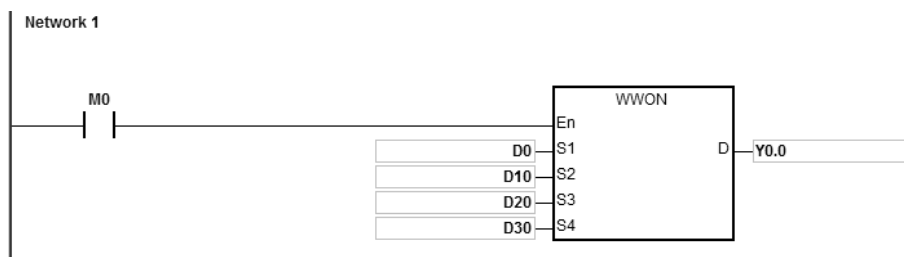 Network 1
M0
WWON
En
D0 S1 D Y0.0
D10 S2
D20 S3
D30 S4